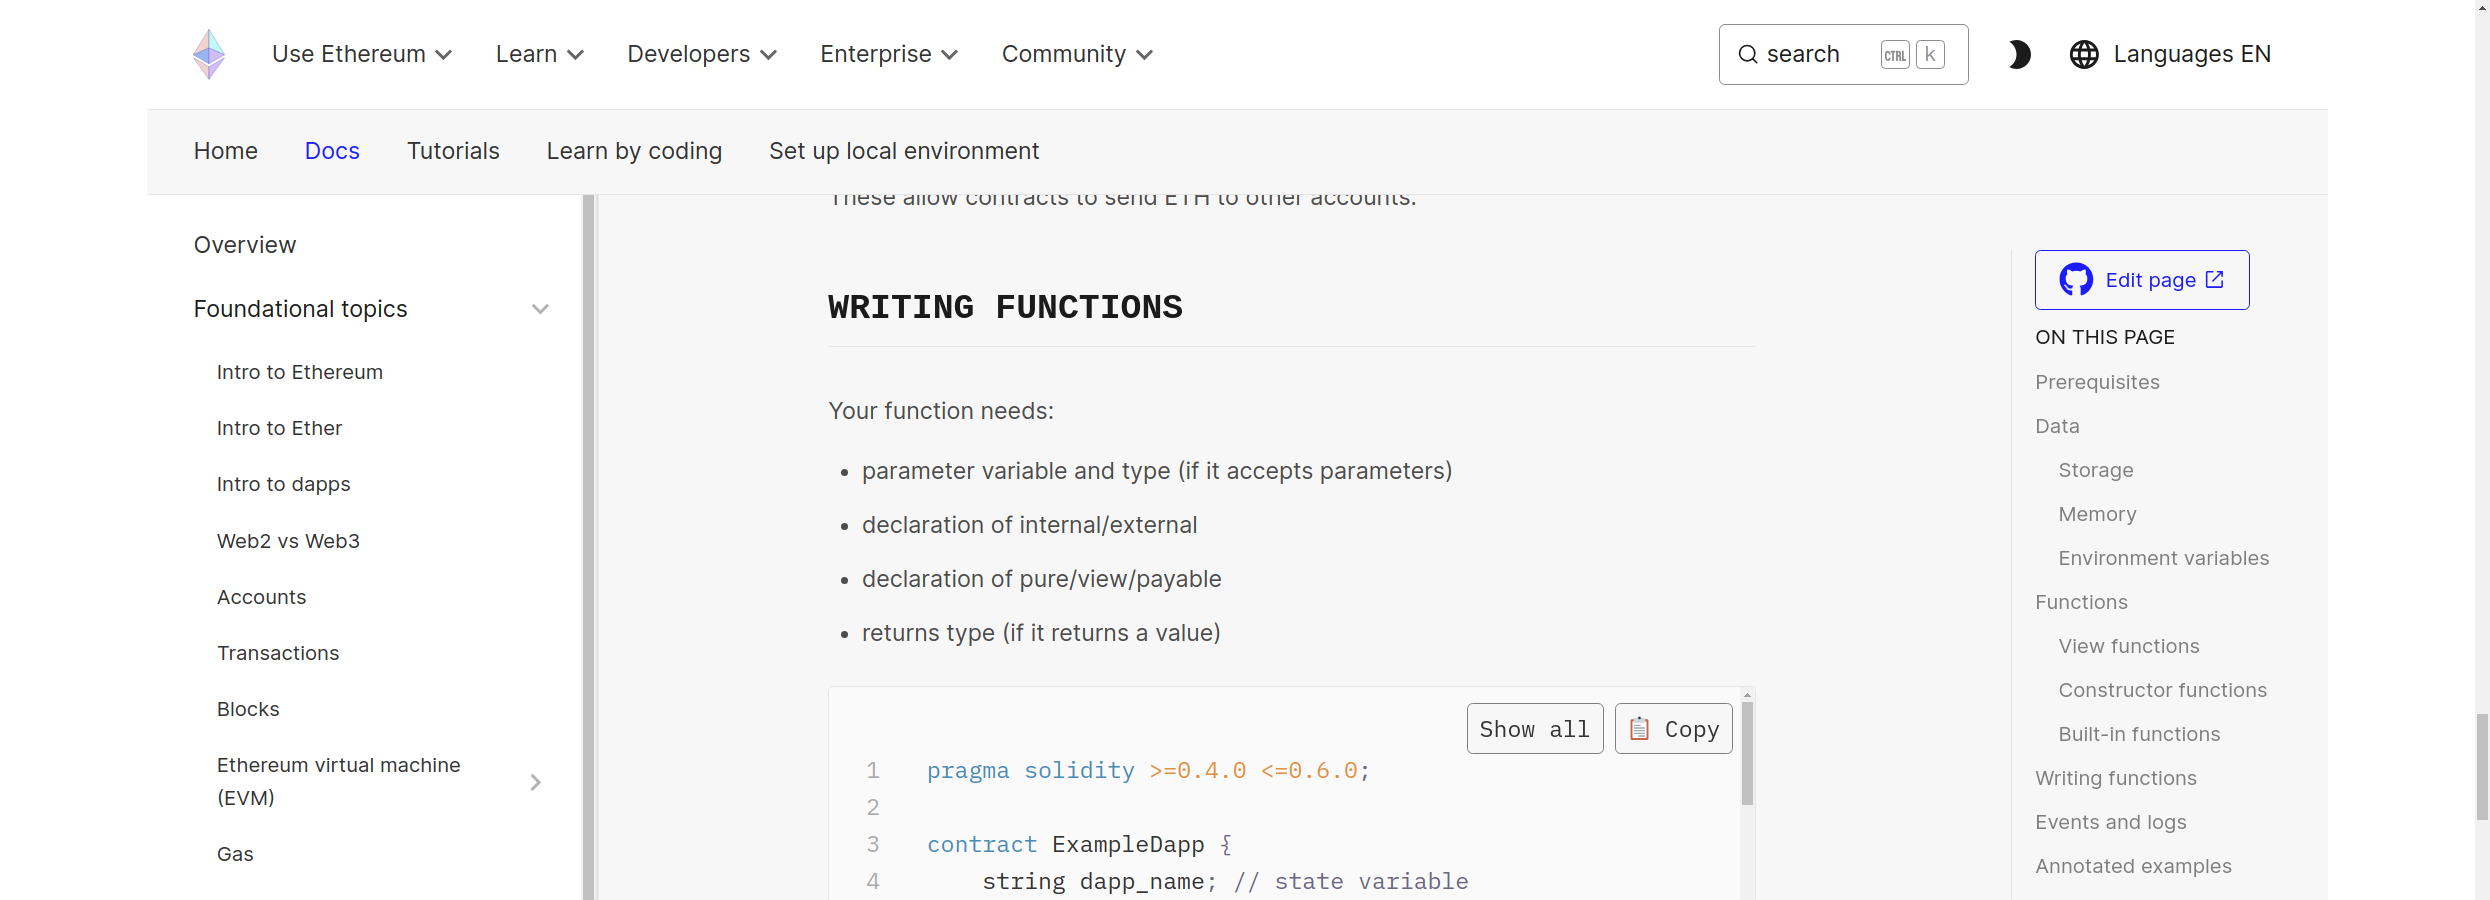 Use Ethereum Learn Developers Enterprise Community search CTRL k Languages EN
Home Docs Tutorials Learn by coding Set up local environment
Overview
Foundational topics
Intro to Ethereum
Intro to Ether
Intro to dapps
Web2 vs Web3
Accounts
Transactions
Blocks
Ethereum virtual machine
(EVM)
Gas
These allow contracts to send ETH to other accounts.
WRITING FUNCTIONS
Your function needs:
• parameter variable and type (if it accepts parameters)
• declaration of internal/external
• declaration of pure/view/payable
• returns type (if it returns a value)
Show all Copy
1 pragma solidity >=0.4.0 <=0.6.0;
2
3 contract ExampleDapp {
4 string dapp_name; // state variable
Edit page
ON THIS PAGE
Prerequisites
Data
Storage
Memory
Environment variables
Functions
View functions
Constructor functions
Built-in functions
Writing functions
Events and logs
Annotated examples